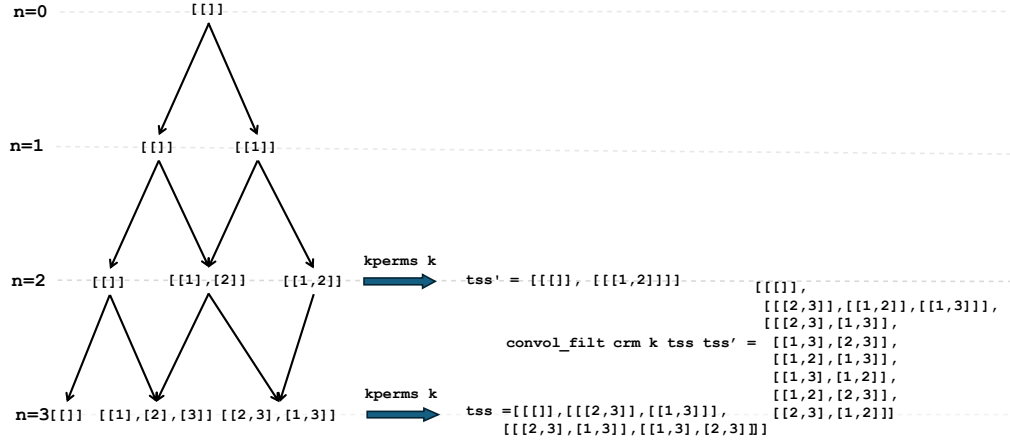 n=0 [[]]
n=1 [[]] [[1]]
kperms k
n=2 [[]] [[1],[2]] [[1,2]] tss' = [[[]], [[[1,2]]]]
[[[]],
[[[2,3]],[[1,2]],[[1,3]]],
[[[2,3],[1,3]],
convol_filt crm k tss tss’ = [[1,3],[2,3]],
[[1,2],[1,3]],
[[1,3],[1,2]],
kperms k
[[1,2],[2,3]],
n=3 [[]] [[1],[2],[3]] [[2,3],[1,3]] tss =[[[]],[[[2,3]],[[1,3]]], [[2,3],[1,2]]]
[[[2,3],[1,3]],[[1,3],[2,3]]]]